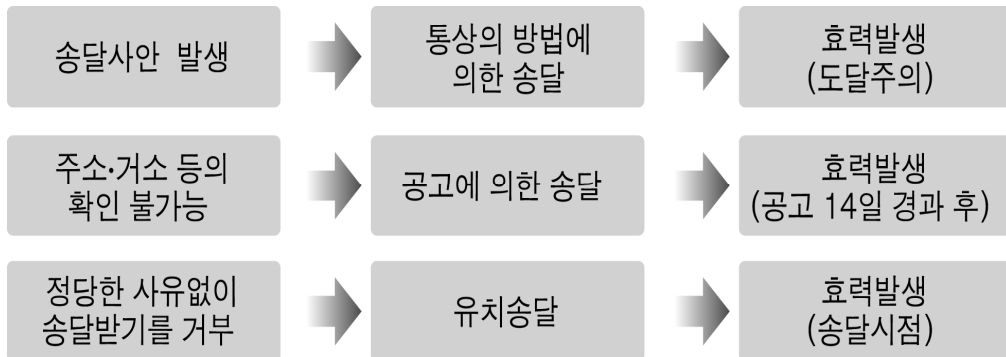 송달사안 발생
통상의 방법에
의한 송달
효력발생
(도달주의)
주소·거소 등의
확인 불가능
공고에 의한 송달
효력발생
(공고 14일 경과 후)
정당한 사유없이
송달받기를 거부
유치송달
효력발생
(송달시점)